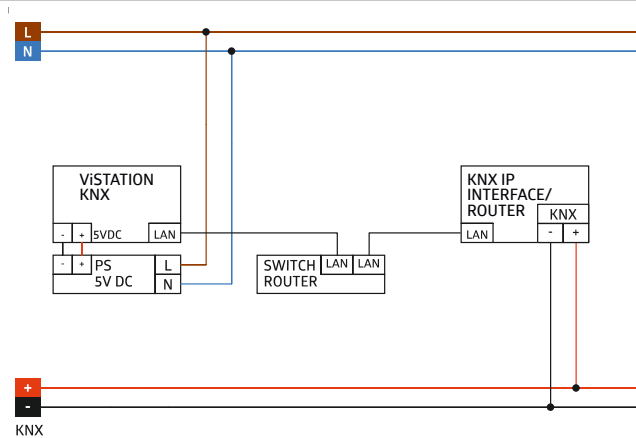 L
N
ViSTATION
KNX
- + 5VDC LAN
- + PS L
5V DC N
SWITCH LAN LAN
ROUTER
KNX IP
INTERFACE/
ROUTER
KNX
LAN - +
+
-
KNX